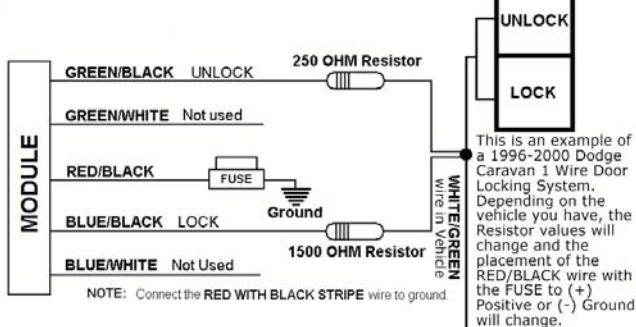 UNLOCK
LOCK
250 OHM Resistor
GREEN/BLACK UNLOCK
GREEN/WHITE Not used
RED/BLACK
FUSE
Ground
BLUE/BLACK LOCK
1500 OHM Resistor
BLUE/WHITE Not Used
MODULE
WHITE/GREEN
wire in Vehicle
NOTE: Connect the RED WITH BLACK STRIPE wire to ground.
This is an example of
a 1996-2000 Dodge
Caravan 1 Wire Door
Locking System.
Depending on the
vehicle you have, the
Resistor values will
change and the
placement of the
RED/BLACK wire with
the FUSE to (+)
Positive or (-) Ground
will change.